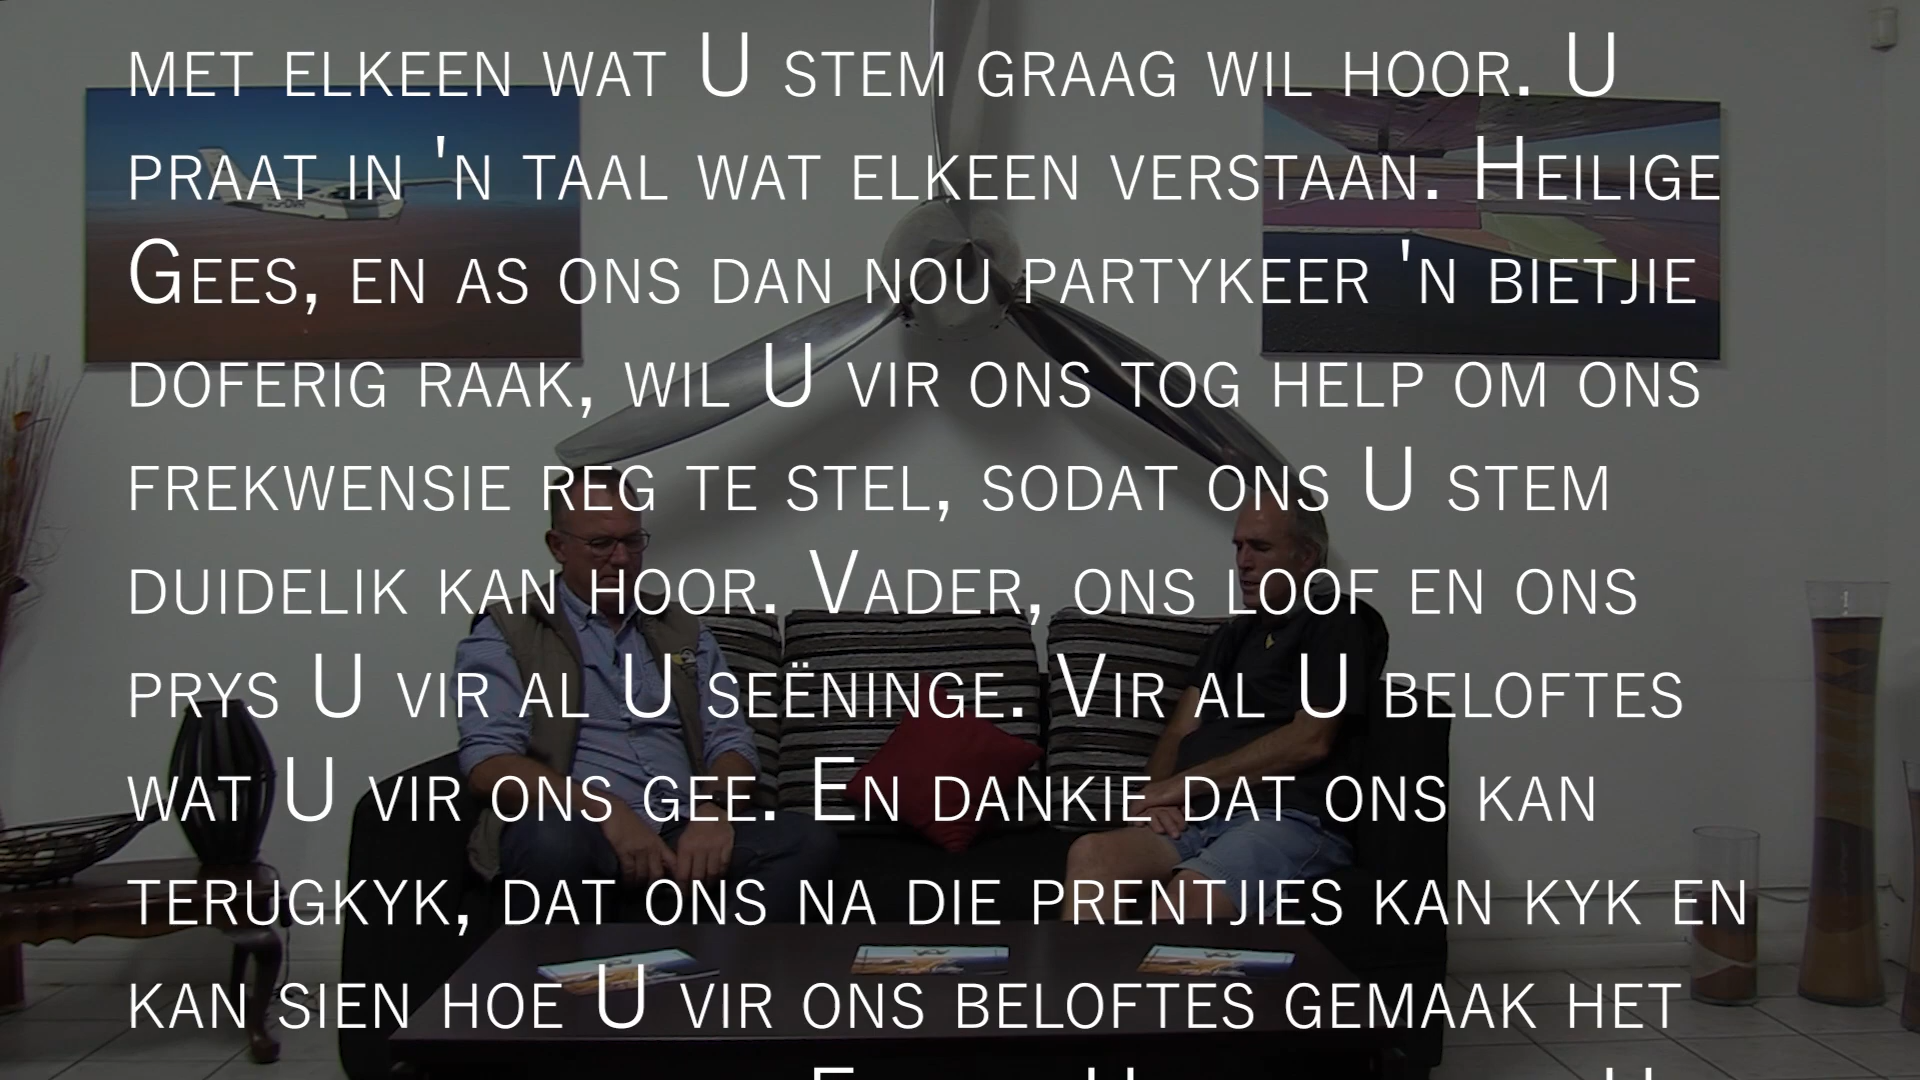 met elkeen wat U stem graag wil hoor. U
praat in 'n taal wat elkeen verstaan. Heilige
Gees, en as ons dan nou partykeer 'n bietjie
doferig raak, wil U vir ons tog help om ons
frekwensie reg te stel, sodat ons U stem
duidelik kan hoor. Vader, ons loof en ons
prys U vir al U seëninge. Vir al U beloftes
wat U vir ons gee. En dankie dat ons kan
terugkyk, dat ons na die prentjies kan kyk en
kan sien hoe U vir ons beloftes gemaak het